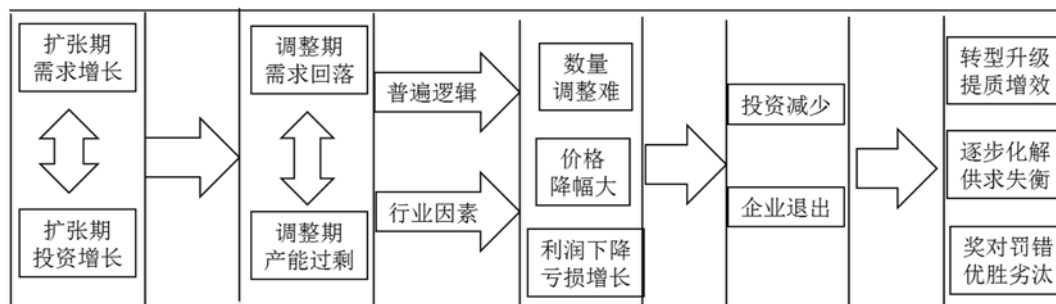 扩张期
需求增长
扩张期
投资增长
调整期
需求回落
调整期
产能过剩
普遍逻辑
行业因素
数量
调整难
价格
降幅大
利润下降
亏损增长
投资减少
企业退出
转型升级
提质增效
逐步化解
供求失衡
奖对罚错
优胜劣汰